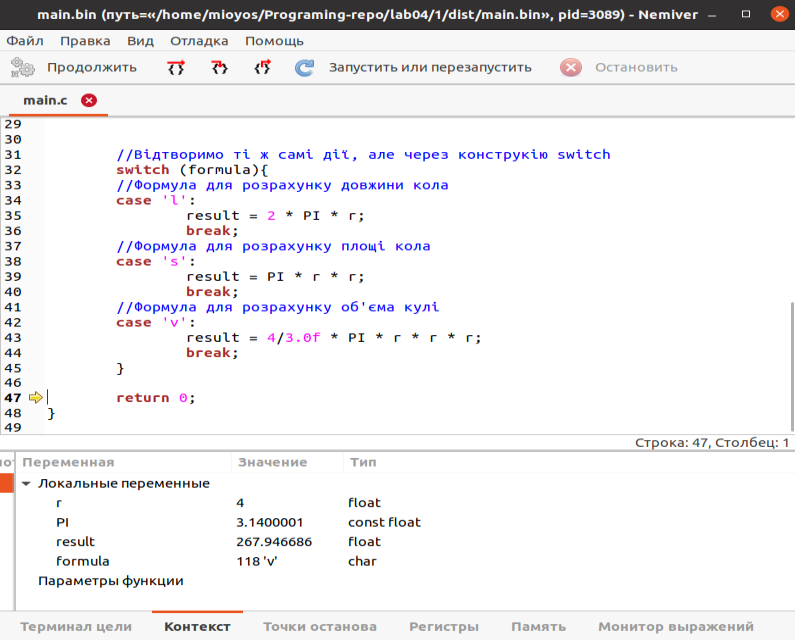 main.bin (путь=«/home/mioyos/Programing-repo/lab04/1/dist/main.bin», pid=3089) - Nemiver
Файл Правка Вид Отладка Помощь
Продолжить Запустить или перезапустить Остановить
main.c
29
30
31 //Відтворимо ті ж самі дії, але через конструкію switch
32 switch (formula){
33 //Формула для розрахунку довжини кола
34 case 'l':
35 result = 2 * PI * r;
36 break;
37 //Формула для розрахунку площі кола
38 case 's':
39 result = PI * r * r;
40 break;
41 //Формула для розрахунку об'єма кулі
42 case 'v':
43 result = 4/3.0f * PI * r * r * r;
44 break;
45 }
46
47 return 0;
48 }
49
Строка: 47, Столбец: 1
Переменная Значение Тип
Локальные переменные
r 4 float
PI 3.1400001 const float
result 267.946686 float
formula 118 'v' char
Параметры функции
Терминал цели Контекст Точки останова Регистры Память Монитор выражений